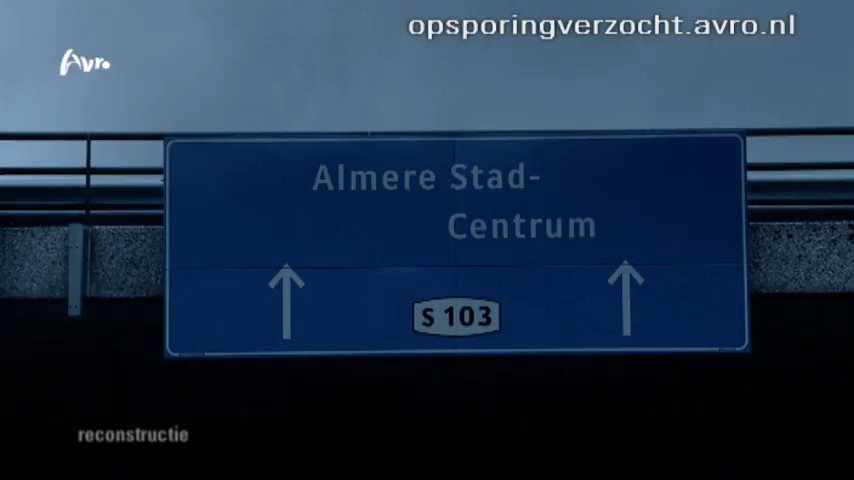 opsporingverzocht.avro.nl
Avro
Almere Stad-
Centrum
S 103
reconstructie